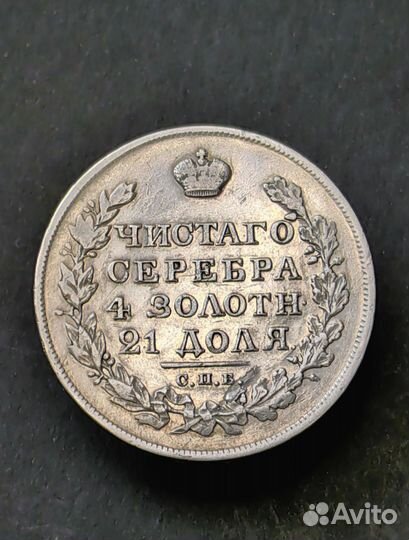 ЧИСТАГО
СЕРЕБРА
4 ЗОЛОТН.
21 ДОЛЯ
С.П.Б.
Avito